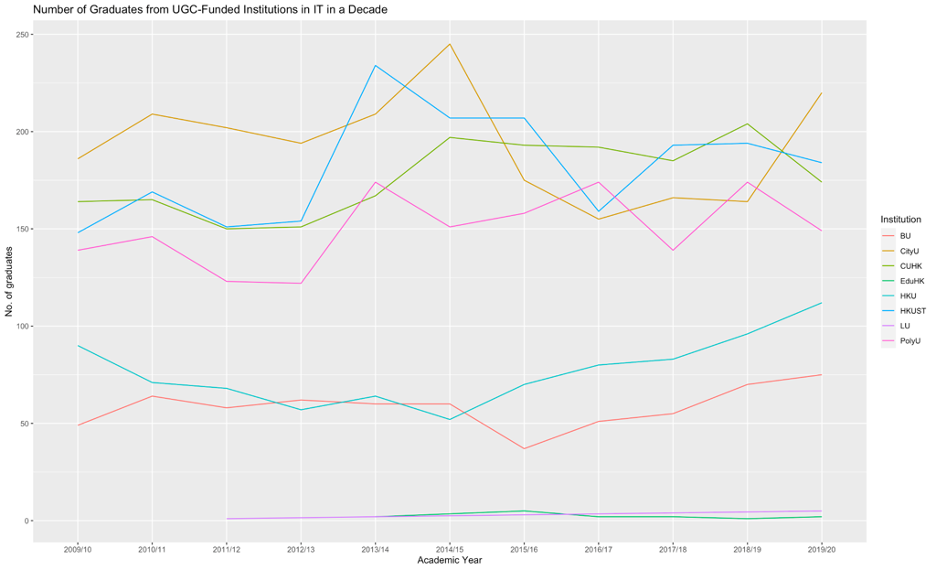 Number of Graduates from UGC-Funded Institutions in IT in a Decade
No. of graduates
250
200
150
100
50
0
2009/10 2010/11 2011/12 2012/13 2013/14 2014/15 2015/16 2016/17 2017/18 2018/19 2019/20
Academic Year
Institution
BU
CityU
CUHK
EduHK
HKU
HKUST
LU
PolyU